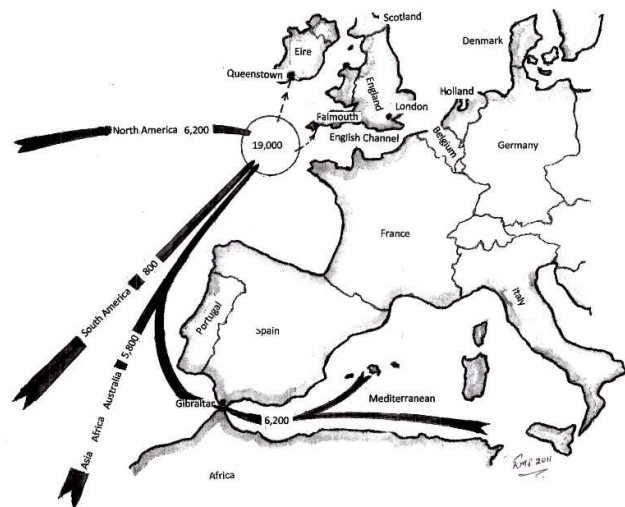 Scotland
Eire
Denmark
Queenstown
England
Holland
London
North America 6,200
Falmouth
19,000
English Channel
Belgium
Germany
France
South America 800
Italy
Portugal
Spain
Asia Africa Australia 5,800
Gibraltar
Mediterranean
6,200
Africa
2011